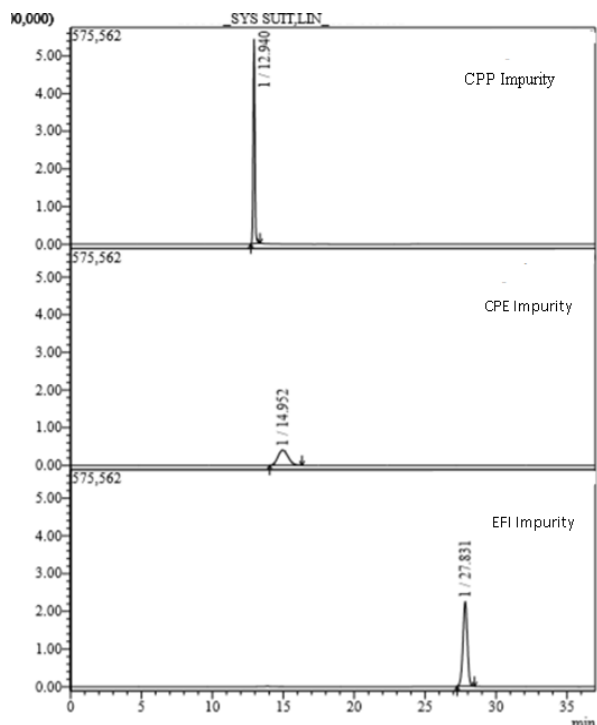 0,000)
_SYS SUIT,LIN_
575,562
5.00
4.00
3.00
2.00
1.00
0.00
1 / 12.940
CPP Impurity
575,562
5.00
4.00
3.00
2.00
1.00
0.00
1 / 14.952
CPE Impurity
575,562
5.00
4.00
3.00
2.00
1.00
0.00
1 / 27.831
EFI Impurity
0 5 10 15 20 25 30 35
min